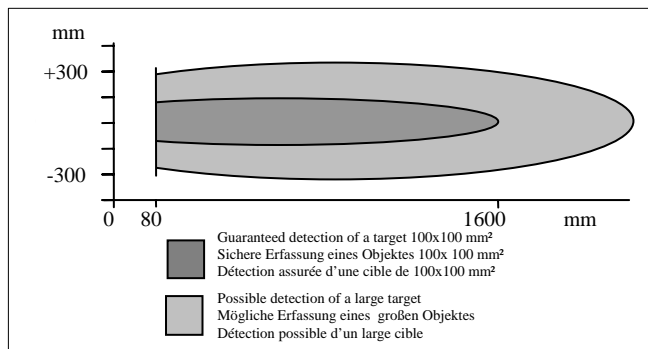 mm
+300
-300
0 80 1600 mm
Guaranteed detection of a target 100x100 mm²
Sichere Erfassung eines Objektes 100x 100 mm²
Détection assurée d'une cible de 100x100 mm²
Possible detection of a large target
Mögliche Erfassung eines großen Objektes
Détection possible d'un large cible